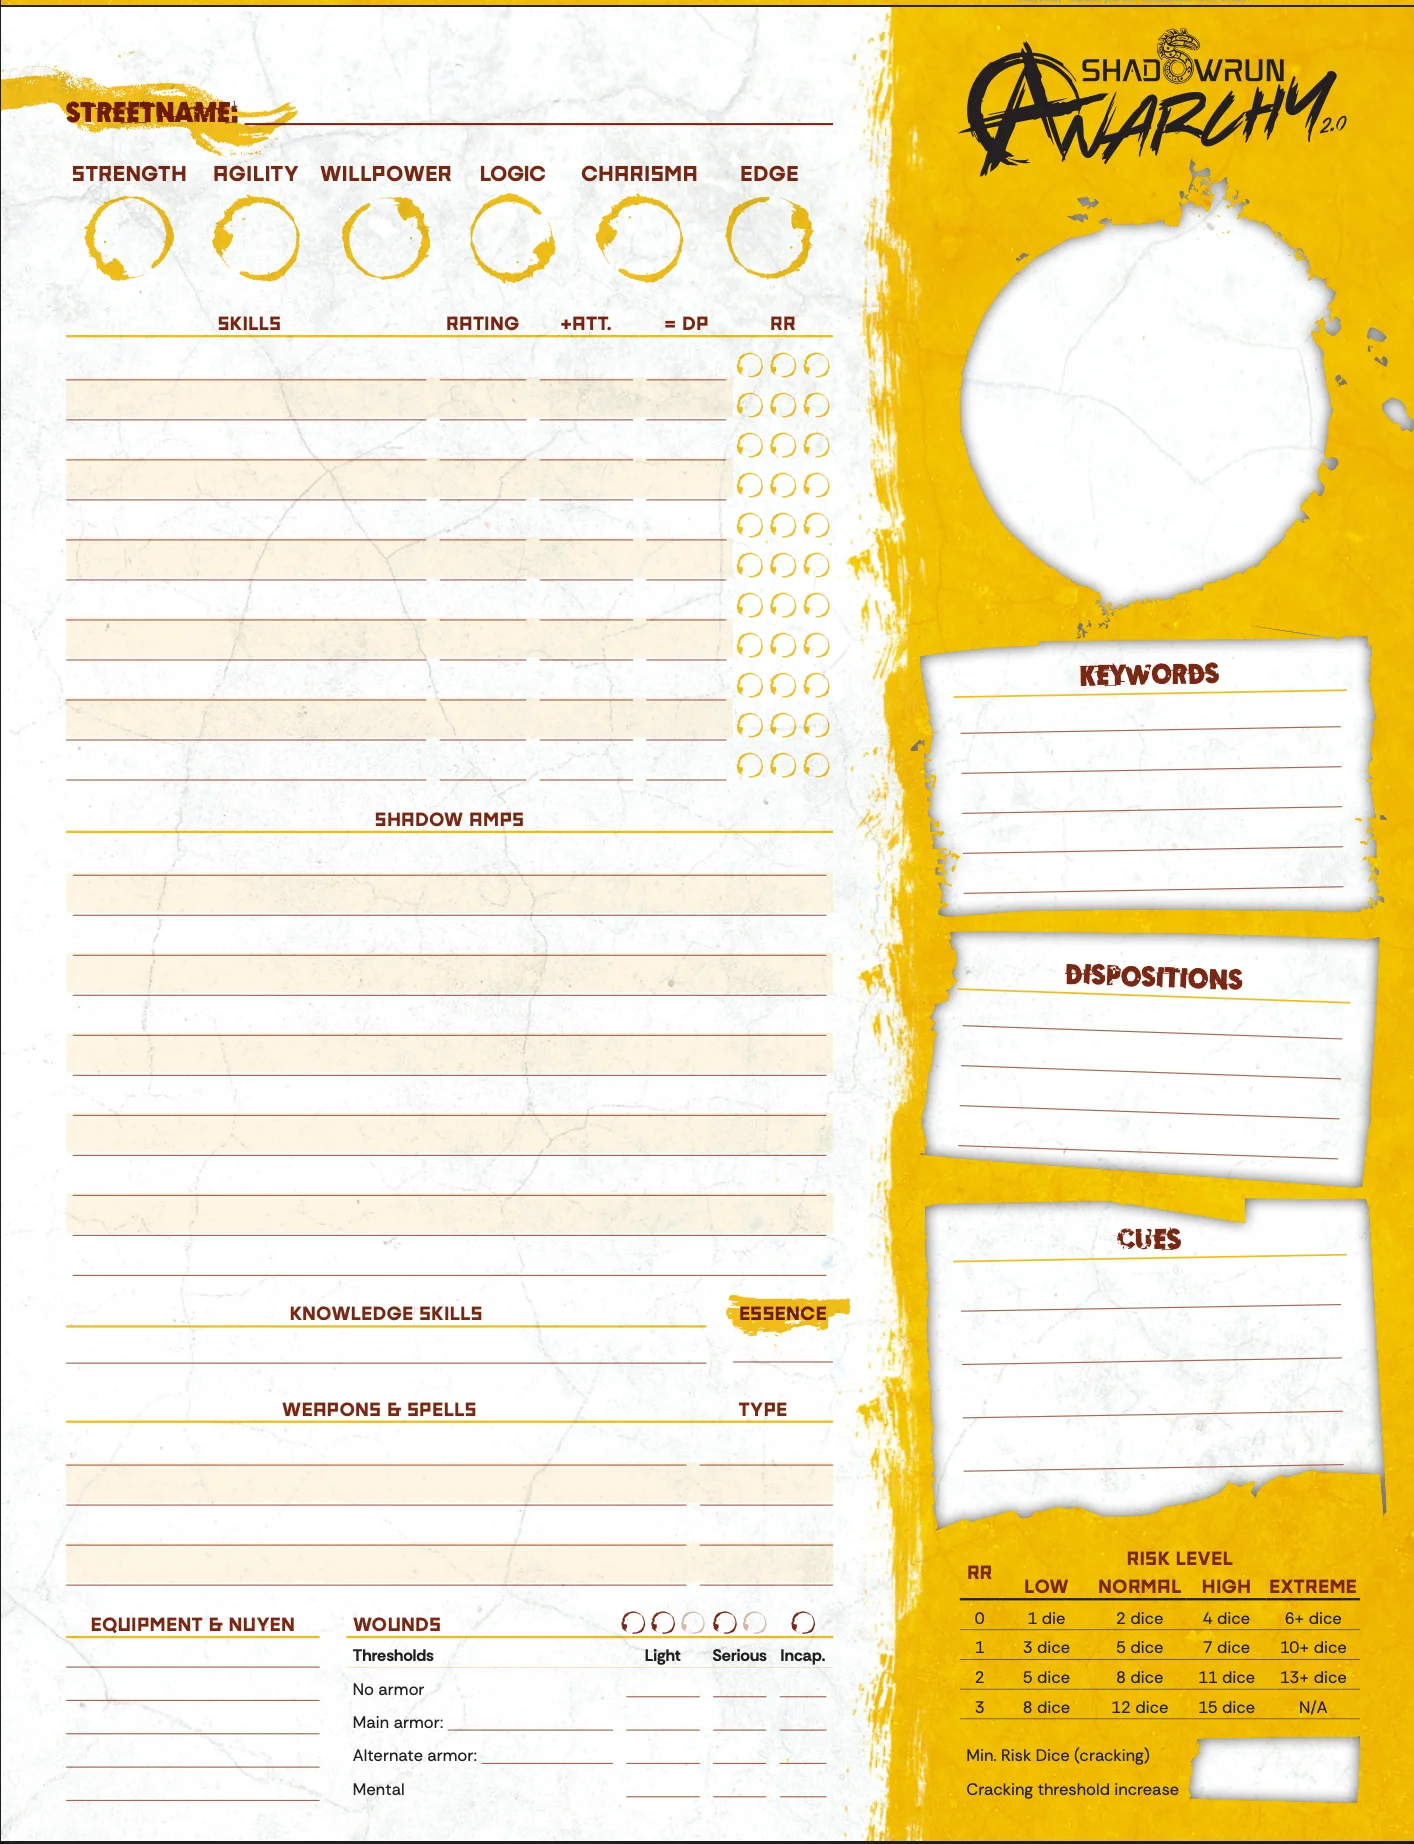 SHADOWRUN
ANARCHY 2.0
STREETNAME:
STRENGTH AGILITY WILLPOWER LOGIC CHARISMA EDGE
SKILLS RATING +ATT. = DP RR
SHADOW AMPS
KNOWLEDGE SKILLS ESSENCE
WEAPONS & SPELLS TYPE
EQUIPMENT & NUYEN
WOUNDS
Thresholds Light Serious Incap.
No armor
Main armor:
Alternate armor:
Mental
KEYWORDS
DISPOSITIONS
CUES
RISK LEVEL
RR LOW NORMAL HIGH EXTREME
0 1 die 2 dice 4 dice 6+ dice
1 3 dice 5 dice 7 dice 10+ dice
2 5 dice 8 dice 11 dice 13+ dice
3 8 dice 12 dice 15 dice N/A
Min. Risk Dice (cracking)
Cracking threshold increase